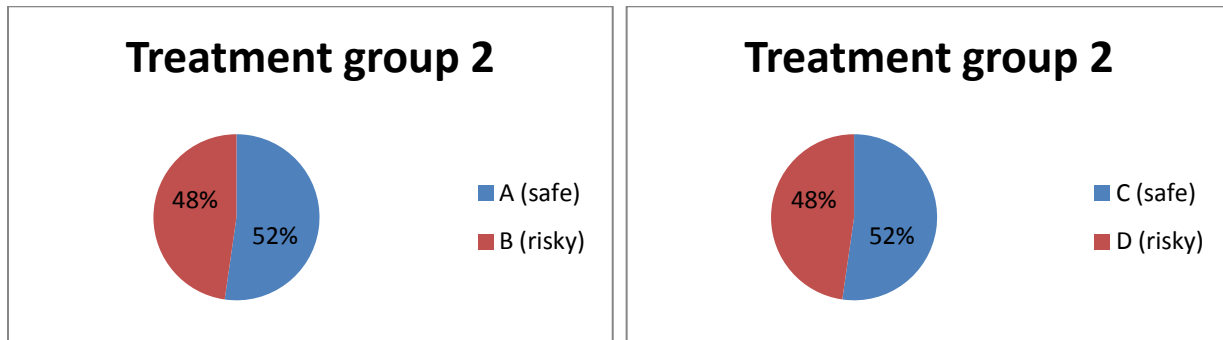 Treatment group 2
48%
52%
A (safe)
B (risky)
Treatment group 2
48%
52%
C (safe)
D (risky)